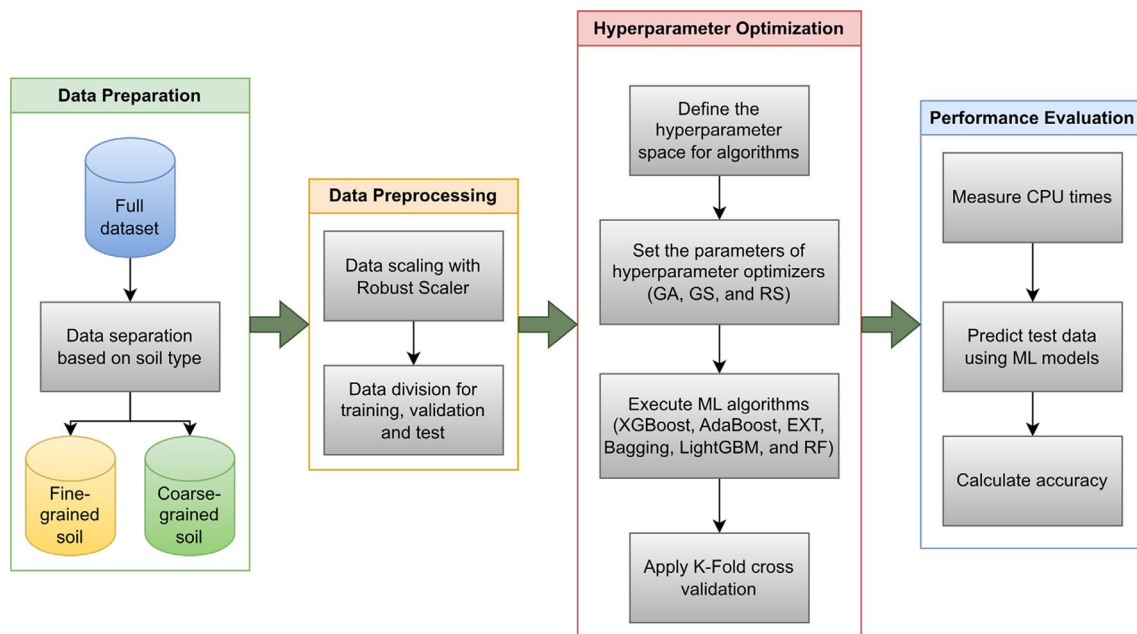 Data Preparation
Full
dataset
Data separation
based on soil type
Fine-
grained
soil
Coarse-
grained
soil
Data Preprocessing
Data scaling with
Robust Scaler
Data division for
training, validation
and test
Hyperparameter Optimization
Define the
hyperparameter
space for algorithms
Set the parameters of
hyperparameter optimizers
(GA, GS, and RS)
Execute ML algorithms
(XGBoost, AdaBoost, EXT,
Bagging, LightGBM, and RF)
Apply K-Fold cross
validation
Performance Evaluation
Measure CPU times
Predict test data
using ML models
Calculate accuracy